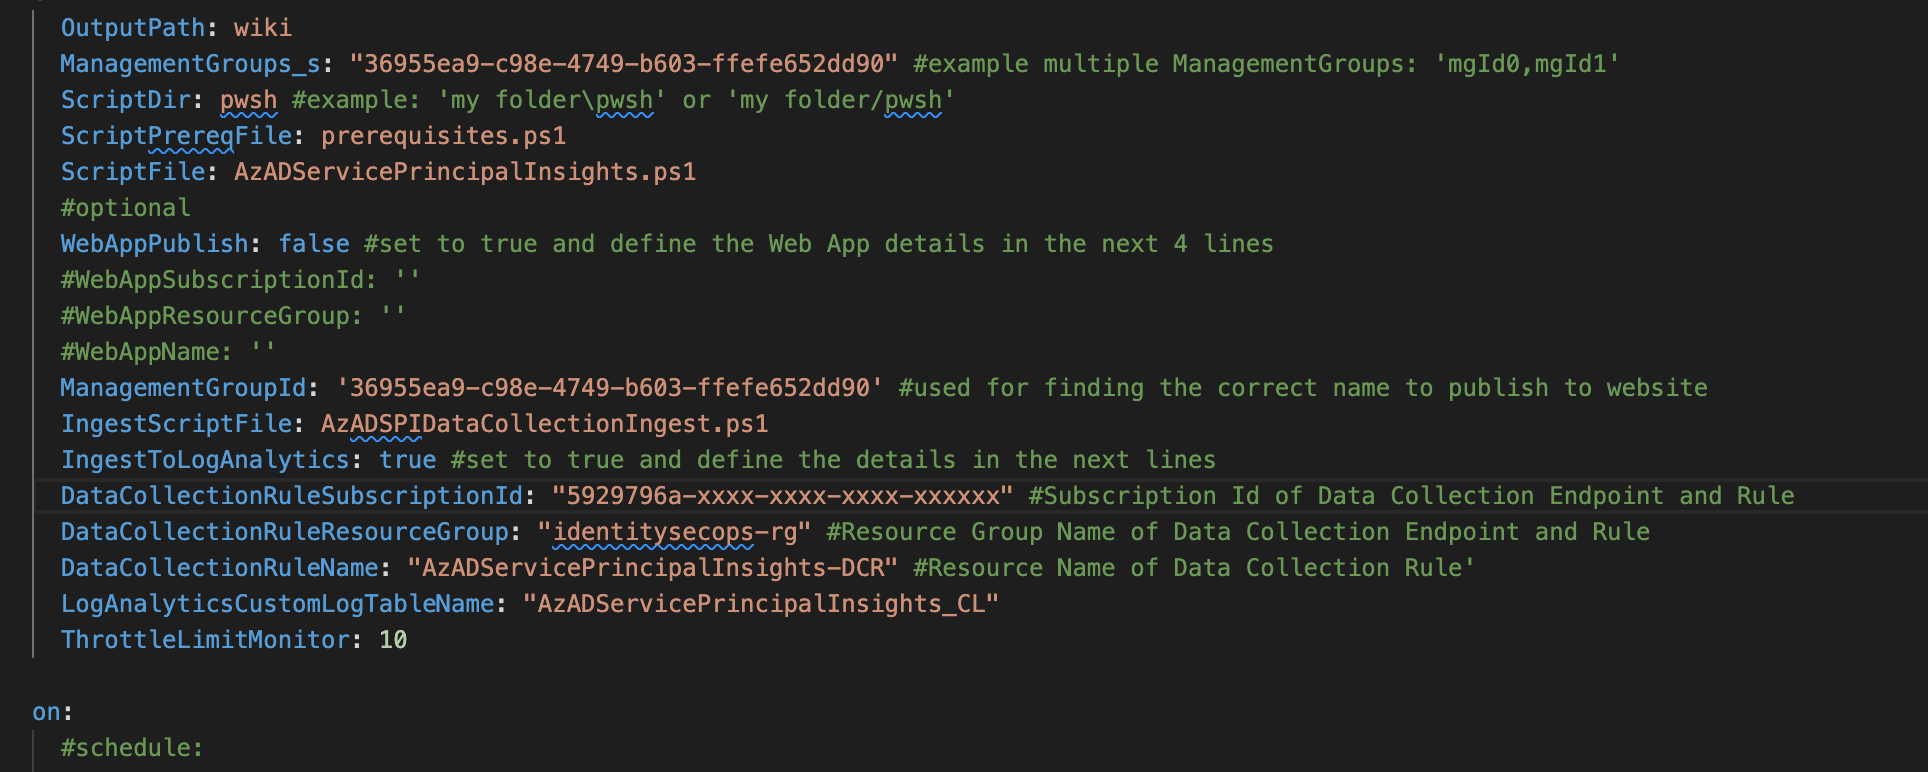 OutputPath: wiki
ManagementGroups_s: "36955ea9-c98e-4749-b603-ffefe652dd90" #example multiple ManagementGroups: 'mgId0,mgId1'
ScriptDir: pwsh #example: 'my folder\pwsh' or 'my folder/pwsh'
ScriptPrereqFile: prerequisites.ps1
ScriptFile: AzADServicePrincipalInsights.ps1
#optional
WebAppPublish: false #set to true and define the Web App details in the next 4 lines
#WebAppSubscriptionId: ''
#WebAppResourceGroup: ''
#WebAppName: ''
ManagementGroupId: '36955ea9-c98e-4749-b603-ffefe652dd90' #used for finding the correct name to publish to website
IngestScriptFile: AzADSPIDataCollectionIngest.ps1
IngestToLogAnalytics: true #set to true and define the details in the next lines
DataCollectionRuleSubscriptionId: "5929796a-xxxx-xxxx-xxxx-xxxxxx" #Subscription Id of Data Collection Endpoint and Rule
DataCollectionRuleResourceGroup: "identitysecops-rg" #Resource Group Name of Data Collection Endpoint and Rule
DataCollectionRuleName: "AzADServicePrincipalInsights-DCR" #Resource Name of Data Collection Rule'
LogAnalyticsCustomLogTableName: "AzADServicePrincipalInsights_CL"
ThrottleLimitMonitor: 10
on:
#schedule: